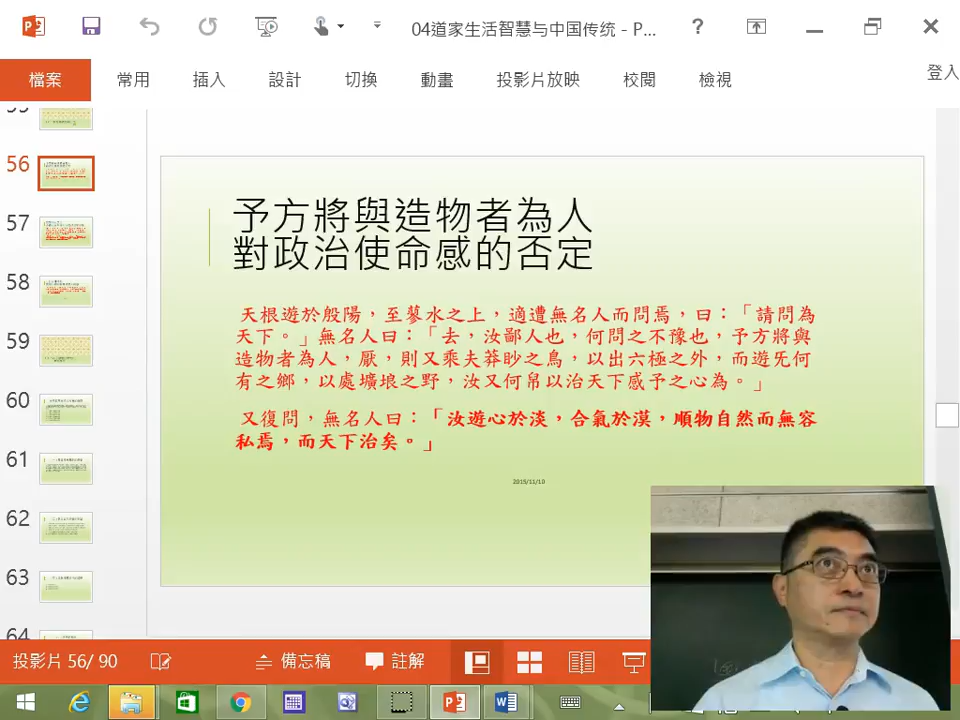 04道家生活智慧与中国传统 - P...
?
檔案
常用
插入
設計
切換
動畫
投影片放映
校閱
檢視
登入
55
56
57
58
59
60
61
62
63
64
予方將與造物者為人
對政治使命感的否定
天根遊於殷陽，至蓼水之上，適遭無名人而問焉，曰：「請問為
天下。」無名人曰：「去，汝鄙人也，何問之不豫也，予方將與
造物者為人，厭，則又乘夫莽眇之鳥，以出六極之外，而遊旡何
有之鄉，以處壙埌之野，汝又何帠以治天下感予之心為。」
又復問，無名人曰：「汝遊心於淡，合氣於漠，順物自然而無容
私焉，而天下治矣。」
2015/11/10
投影片 56/ 90
備忘稿
註解